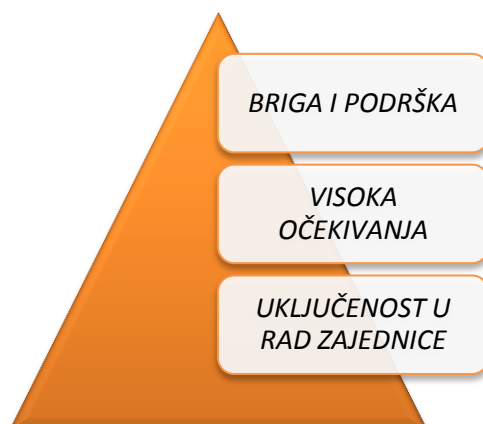 BRIGA I PODRŠKA
VISOKA
OČEKIVANJA
UKLJUČENOST U
RAD ZAJEDNICE